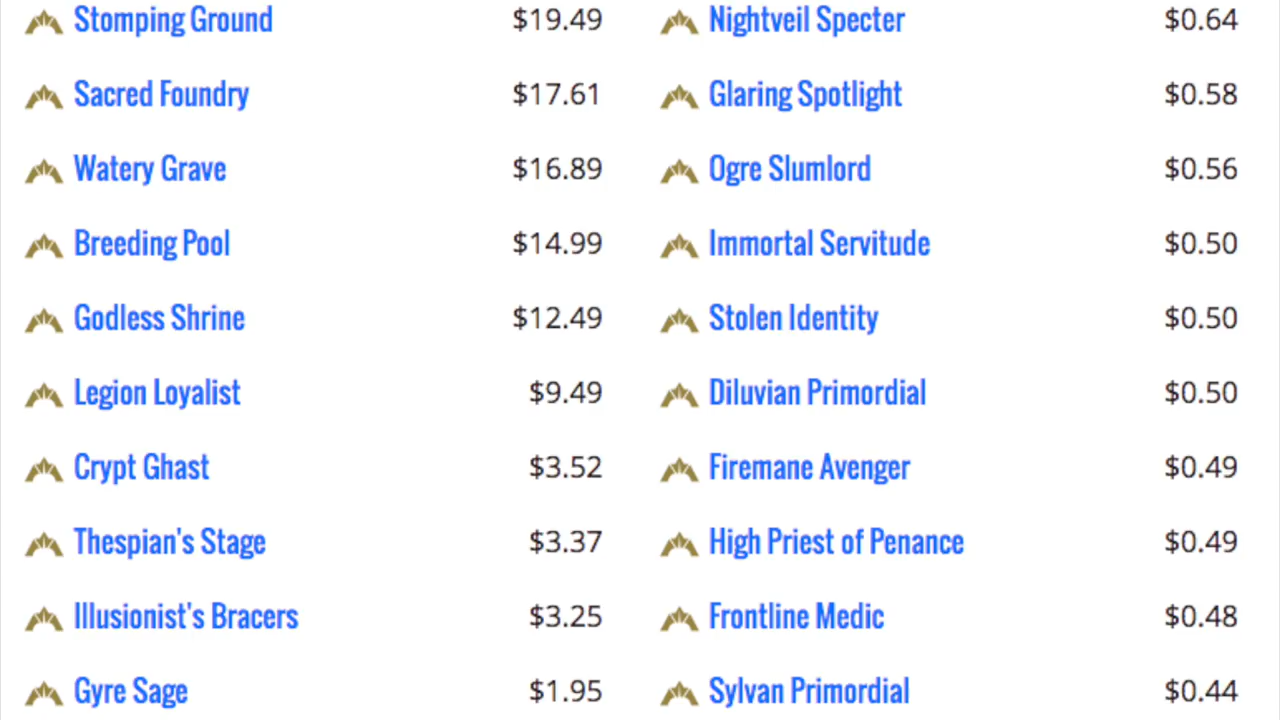 Stomping Ground $19.49
Sacred Foundry $17.61
Watery Grave $16.89
Breeding Pool $14.99
Godless Shrine $12.49
Legion Loyalist $9.49
Crypt Ghast $3.52
Thespian's Stage $3.37
Illusionist's Bracers $3.25
Gyre Sage $1.95
Nightveil Specter $0.64
Glaring Spotlight $0.58
Ogre Slumlord $0.56
Immortal Servitude $0.50
Stolen Identity $0.50
Diluvian Primordial $0.50
Firemane Avenger $0.49
High Priest of Penance $0.49
Frontline Medic $0.48
Sylvan Primordial $0.44